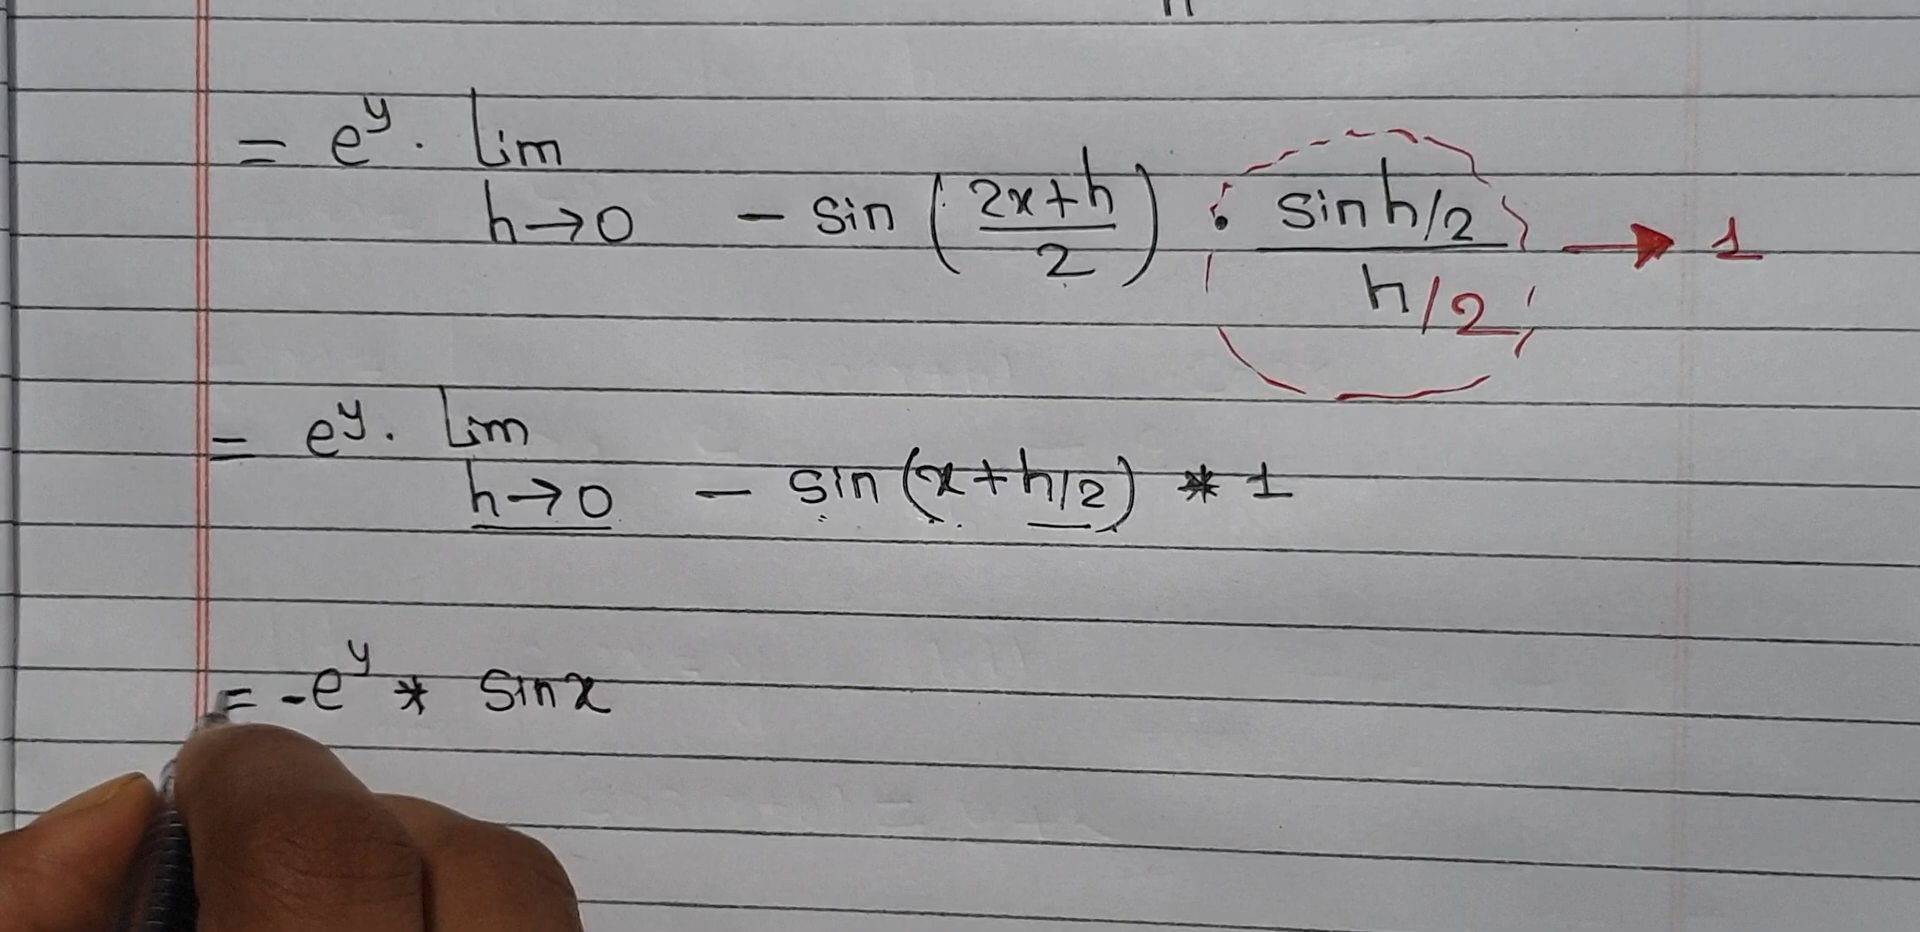 = e^y . lim h→0 - sin (2x+h / 2) . sin h/2 / h/2 → 1
= e^y . lim h→0 - sin (x+h/2) * 1
= -e^y * sin x